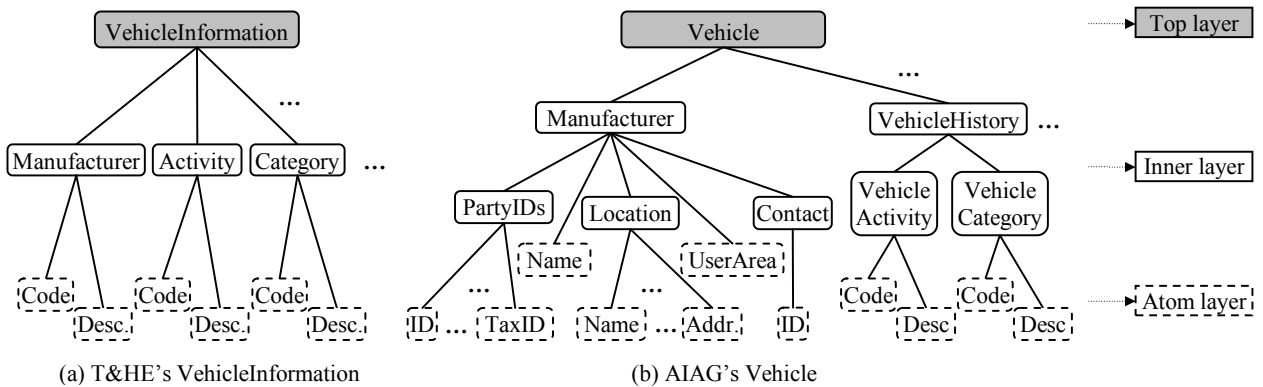 VehicleInformation
...
Manufacturer Activity Category ...
Code Code Code
Desc. Desc. Desc.
(a) T&HE's VehicleInformation
Vehicle
...
Manufacturer VehicleHistory ...
PartyIDs Location Contact Vehicle Activity Vehicle Category
Name UserArea
... ...
Code Code
ID ... TaxID Name ... Addr. ID Desc Desc
(b) AIAG's Vehicle
Top layer
Inner layer
Atom layer